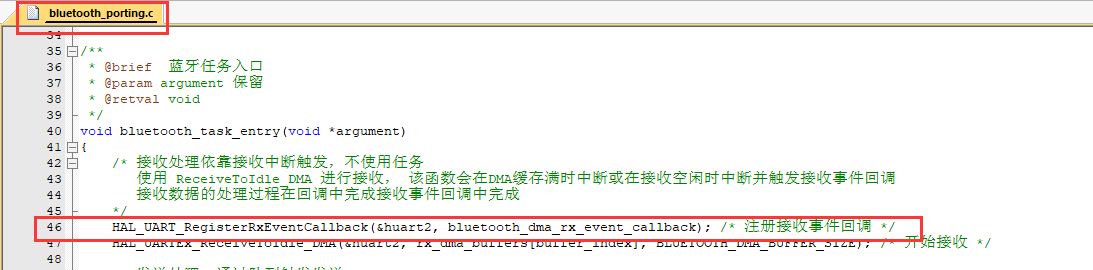 bluetooth_porting.c
34
35 /**
36 * @brief 蓝牙任务入口
37 * @param argument 保留
38 * @retval void
39 */
40 void bluetooth_task_entry(void *argument)
41 {
42 /* 接收处理依靠接收中断触发，不使用任务
43 使用 ReceiveToIdle_DMA 进行接收， 该函数会在DMA缓存满时中断或在接收空闲时中断并触发接收事件回调
44 接收数据的处理过程在回调中完成接收事件回调中完成
45 */
46 HAL_UART_RegisterRxEventCallback(&huart2, bluetooth_dma_rx_event_callback); /* 注册接收事件回调 */
47 HAL_UARTEx_ReceiveToIdle_DMA(&huart2, rx_dma_buffers[buffer_index], BLUETOOTH_DMA_BUFFER_SIZE); /* 开始接收 */
48